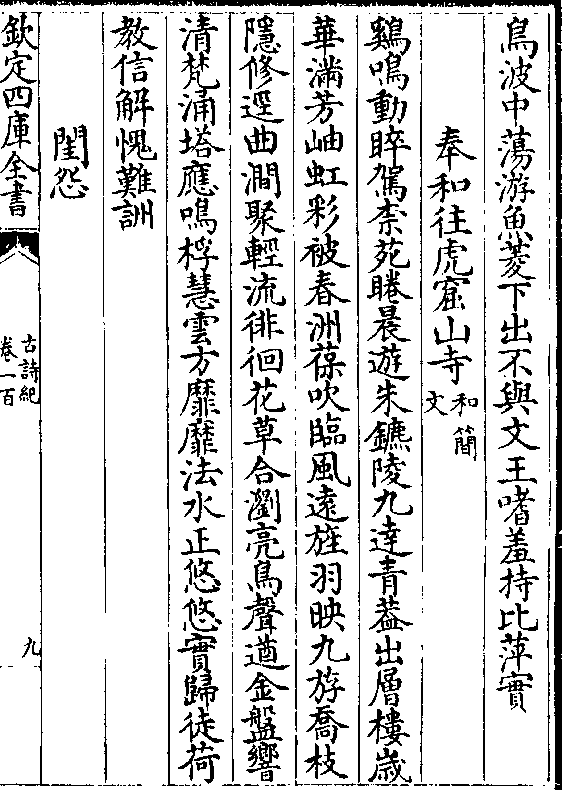 鳥波中蕩游魚菱下出不與文王嗜羞持比萍實
奉和往虎窟山寺和簡文
鷄鳴動睟駕柰苑睠晨遊朱鑣陵九逵青葢出層樓嵗
華滿芳岫虹彩被春洲葆吹臨風遠旌羽映九斿喬枝
隱修逕曲澗聚輕流徘徊花草合瀏亮鳥聲遒金盤響
清梵涌塔應鳴桴慧雲方靡靡法水正悠悠實歸徒荷
教信解愧難詶
閨怨
欽定四庫全書
古詩紀
卷一百
九